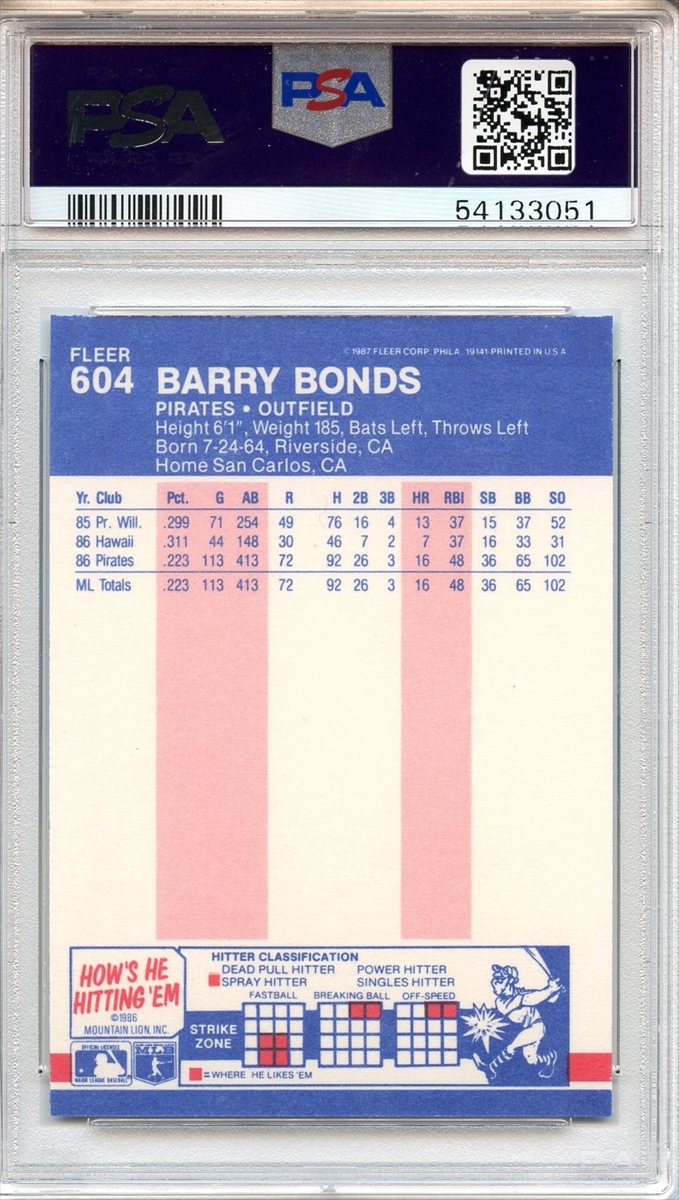 PSA
PSA
54133051
FLEER
© 1987 FLEER CORP. PHILA. 19141 PRINTED IN U.S.A.
604 BARRY BONDS
PIRATES • OUTFIELD
Height 6'1", Weight 185, Bats Left, Throws Left
Born 7-24-64, Riverside, CA
Home San Carlos, CA
Yr. Club Pct. G AB R H 2B 3B HR RBI SB BB SO
85 Pr. Will. .299 71 254 49 76 16 4 13 37 15 37 52
86 Hawaii .311 44 148 30 46 7 2 7 37 16 33 31
86 Pirates .223 113 413 72 92 26 3 16 48 36 65 102
ML Totals .223 113 413 72 92 26 3 16 48 36 65 102
HOW'S HE
HITTING 'EM
©1986
MOUNTAIN LION, INC.
HITTER CLASSIFICATION
DEAD PULL HITTER POWER HITTER
SPRAY HITTER SINGLES HITTER
FASTBALL BREAKING BALL OFF-SPEED
STRIKE
ZONE
=WHERE HE LIKES 'EM
OFFICIAL LICENSEE
MAJOR LEAGUE BASEBALL
PSA